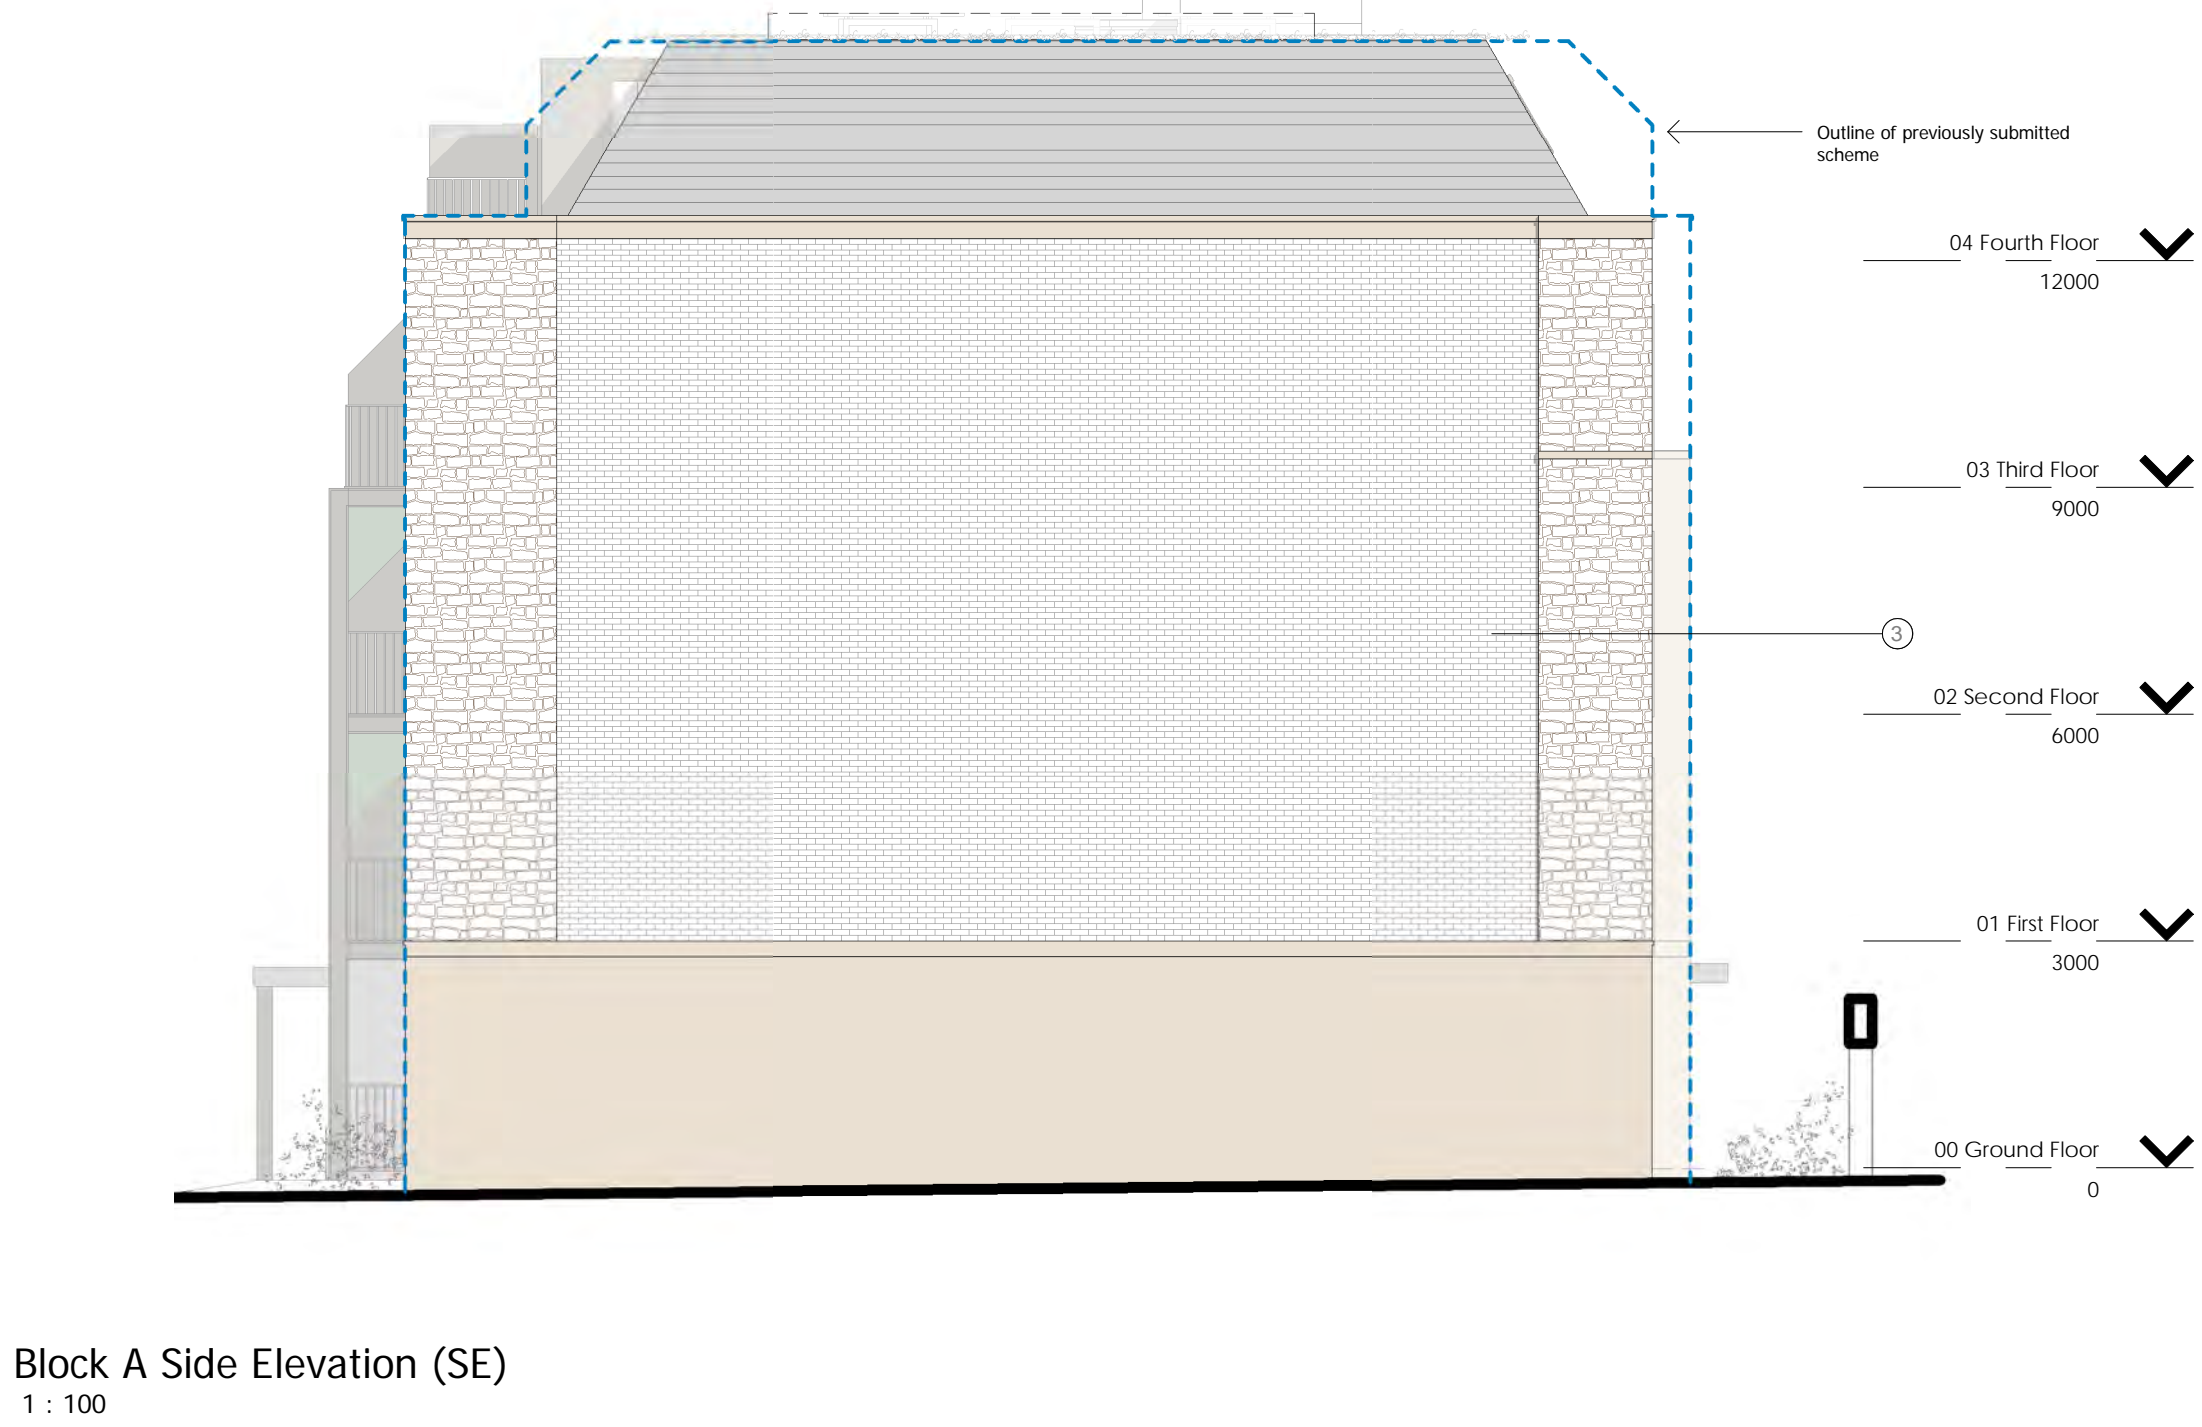 Outline of previously submitted
scheme
04 Fourth Floor
12000
03 Third Floor
9000
3
02 Second Floor
6000
01 First Floor
3000
00 Ground Floor
0
Block A Side Elevation (SE)
1 : 100